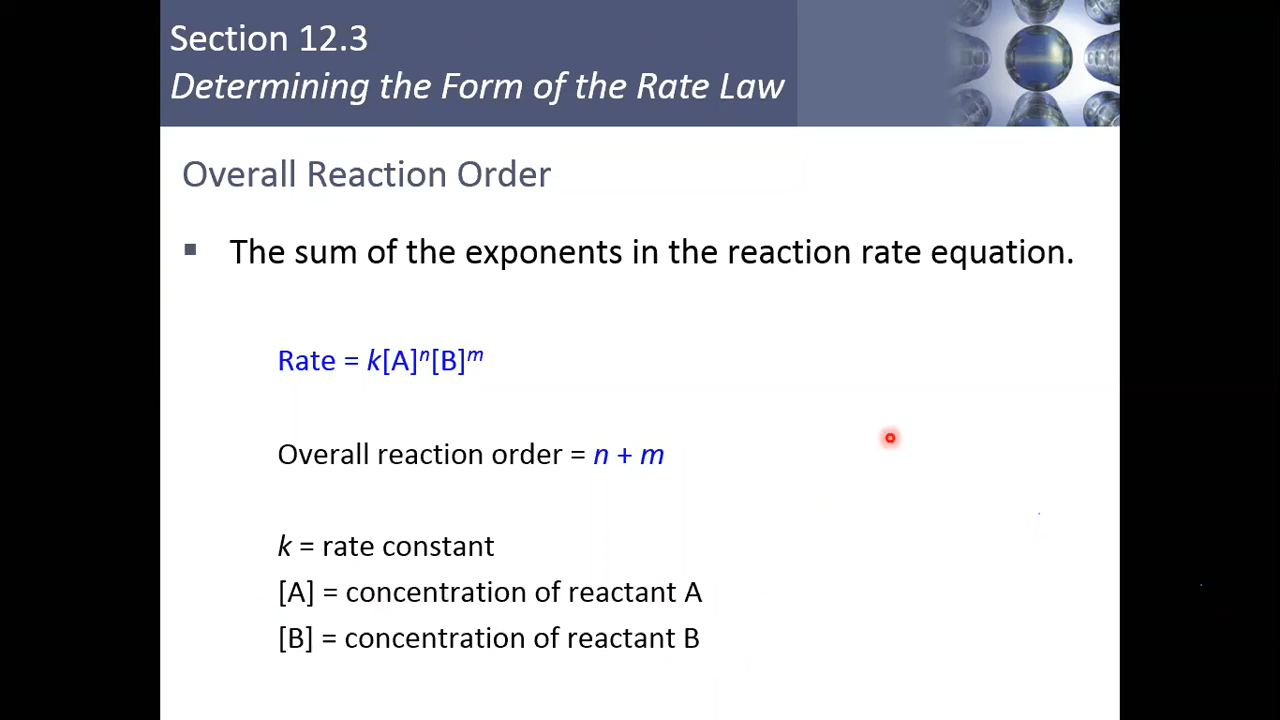 Section 12.3
Determining the Form of the Rate Law
Overall Reaction Order
▪ The sum of the exponents in the reaction rate equation.
Rate = k[A]ⁿ[B]ᵐ
Overall reaction order = n + m
k = rate constant
[A] = concentration of reactant A
[B] = concentration of reactant B